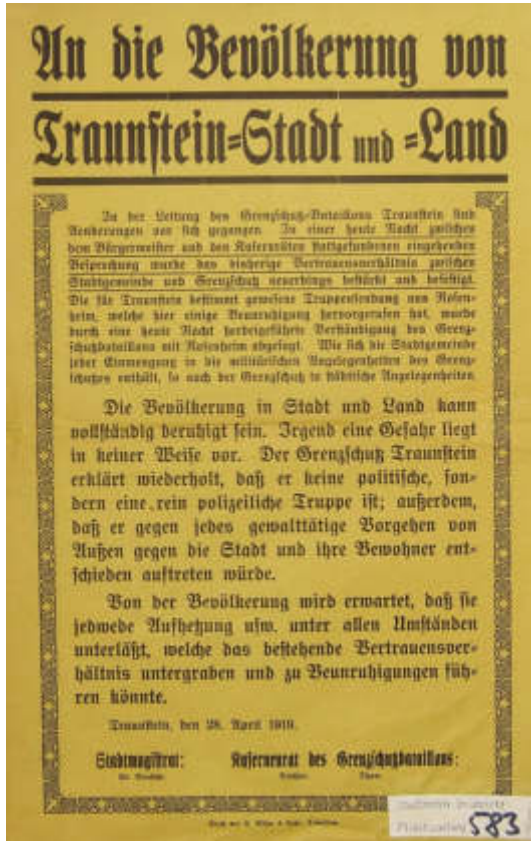 An die Bevölkerung von
Traunstein-Stadt und -Land
In der Leitung des Grenzschutz-Bataillons Traunstein sind
Aenderungen vor sich gegangen. In einer heute Nacht zwischen
dem Bürgermeister und den Kasernräten stattgefundenen eingehenden
Besprechung wurde das bisherige Vertrauensverhältnis zwischen
Stadtgemeinde und Grenzschutz neuerdings bestärkt und befestigt.
Die für Traunstein bestimmt gewesene Truppensendung von Rosen-
heim, welche hier einige Beunruhigung hervorgerufen hat, wurde
durch eine heute Nacht herbeigeführte Verständigung des Grenz-
schutzbataillons mit Rosenheim abgesagt. Wie sich die Stadtgemeinde
jeder Einmengung in die militärischen Angelegenheiten des Grenz-
schutzes enthält, so auch der Grenzschutz in städtische Angelegenheiten.
Die Bevölkerung in Stadt und Land kann
vollständig beruhigt sein. Irgend eine Gefahr liegt
in keiner Weise vor. Der Grenzschutz Traunstein
erklärt wiederholt, daß er keine politische, son-
dern eine rein polizeiliche Truppe ist; außerdem,
daß er gegen jedes gewalttätige Vorgehen von
Außen gegen die Stadt und ihre Bewohner ent-
schieden auftreten würde.
Von der Bevölkerung wird erwartet, daß sie
jedwede Aufhetzung usw. unter allen Umständen
unterläßt, welche das bestehende Vertrauensver-
hältnis untergraben und zu Beunruhigungen füh-
ren könnte.
Traunstein, den 28. April 1919.
Stadtmagistrat: Kasernenrat des Grenzschutzbataillons:
583